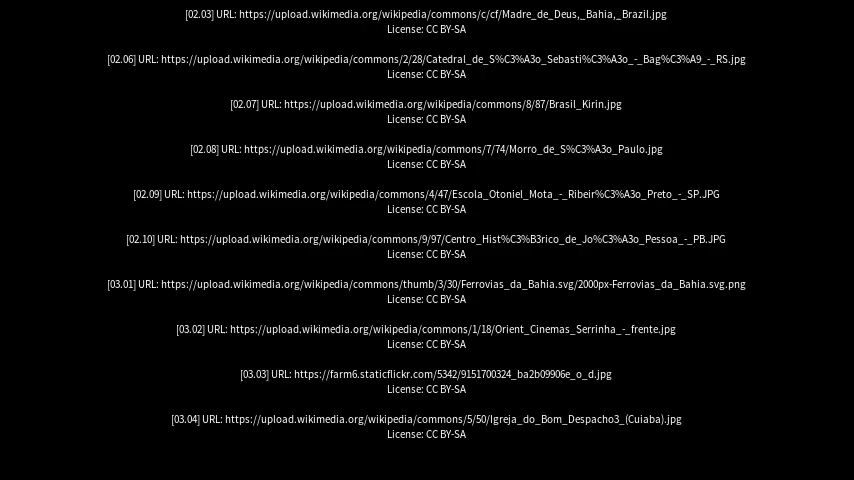 [02.03] URL: https://upload.wikimedia.org/wikipedia/commons/c/cf/Madre_de_Deus,_Bahia,_Brazil.jpg
License: CC BY-SA
[02.06] URL: https://upload.wikimedia.org/wikipedia/commons/2/28/Catedral_de_S%C3%A3o_Sebasti%C3%A3o_-_Bag%C3%A9_-_RS.jpg
License: CC BY-SA
[02.07] URL: https://upload.wikimedia.org/wikipedia/commons/8/87/Brasil_Kirin.jpg
License: CC BY-SA
[02.08] URL: https://upload.wikimedia.org/wikipedia/commons/7/74/Morro_de_S%C3%A3o_Paulo.jpg
License: CC BY-SA
[02.09] URL: https://upload.wikimedia.org/wikipedia/commons/4/47/Escola_Otoniel_Mota_-_Ribeir%C3%A3o_Preto_-_SP.JPG
License: CC BY-SA
[02.10] URL: https://upload.wikimedia.org/wikipedia/commons/9/97/Centro_Hist%C3%B3rico_de_Jo%C3%A3o_Pessoa_-_PB.JPG
License: CC BY-SA
[03.01] URL: https://upload.wikimedia.org/wikipedia/commons/thumb/3/30/Ferrovias_da_Bahia.svg/2000px-Ferrovias_da_Bahia.svg.png
License: CC BY-SA
[03.02] URL: https://upload.wikimedia.org/wikipedia/commons/1/18/Orient_Cinemas_Serrinha_-_frente.jpg
License: CC BY-SA
[03.03] URL: https://farm6.staticflickr.com/5342/9151700324_ba2b09906e_o_d.jpg
License: CC BY-SA
[03.04] URL: https://upload.wikimedia.org/wikipedia/commons/5/50/Igreja_do_Bom_Despacho3_(Cuiaba).jpg
License: CC BY-SA